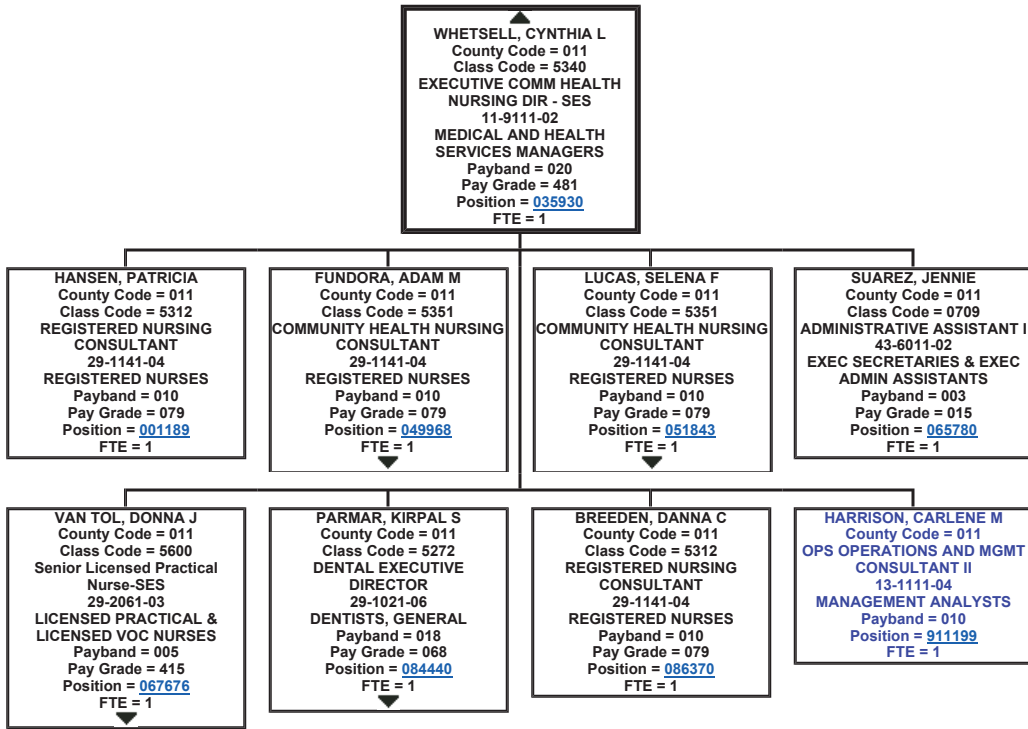 WHETSELL, CYNTHIA L
County Code = 011
Class Code = 5340
EXECUTIVE COMM HEALTH
NURSING DIR - SES
11-9111-02
MEDICAL AND HEALTH
SERVICES MANAGERS
Payband = 020
Pay Grade = 481
Position = 035930
FTE = 1
HANSEN, PATRICIA
County Code = 011
Class Code = 5312
REGISTERED NURSING
CONSULTANT
29-1141-04
REGISTERED NURSES
Payband = 010
Pay Grade = 079
Position = 001189
FTE = 1
FUNDORA, ADAM M
County Code = 011
Class Code = 5351
COMMUNITY HEALTH NURSING
CONSULTANT
29-1141-04
REGISTERED NURSES
Payband = 010
Pay Grade = 079
Position = 049968
FTE = 1
LUCAS, SELENA F
County Code = 011
Class Code = 5351
COMMUNITY HEALTH NURSING
CONSULTANT
29-1141-04
REGISTERED NURSES
Payband = 010
Pay Grade = 079
Position = 051843
FTE = 1
SUAREZ, JENNIE
County Code = 011
Class Code = 0709
ADMINISTRATIVE ASSISTANT I
43-6011-02
EXEC SECRETARIES & EXEC
ADMIN ASSISTANTS
Payband = 003
Pay Grade = 015
Position = 065780
FTE = 1
VAN TOL, DONNA J
County Code = 011
Class Code = 5600
Senior Licensed Practical
Nurse-SES
29-2061-03
LICENSED PRACTICAL &
LICENSED VOC NURSES
Payband = 005
Pay Grade = 415
Position = 067676
FTE = 1
PARMAR, KIRPAL S
County Code = 011
Class Code = 5272
DENTAL EXECUTIVE
DIRECTOR
29-1021-06
DENTISTS, GENERAL
Payband = 018
Pay Grade = 068
Position = 084440
FTE = 1
BREEDEN, DANNA C
County Code = 011
Class Code = 5312
REGISTERED NURSING
CONSULTANT
29-1141-04
REGISTERED NURSES
Payband = 010
Pay Grade = 079
Position = 086370
FTE = 1
HARRISON, CARLENE M
County Code = 011
OPS OPERATIONS AND MGMT
CONSULTANT II
13-1111-04
MANAGEMENT ANALYSTS
Payband = 010
Position = 911199
FTE = 1